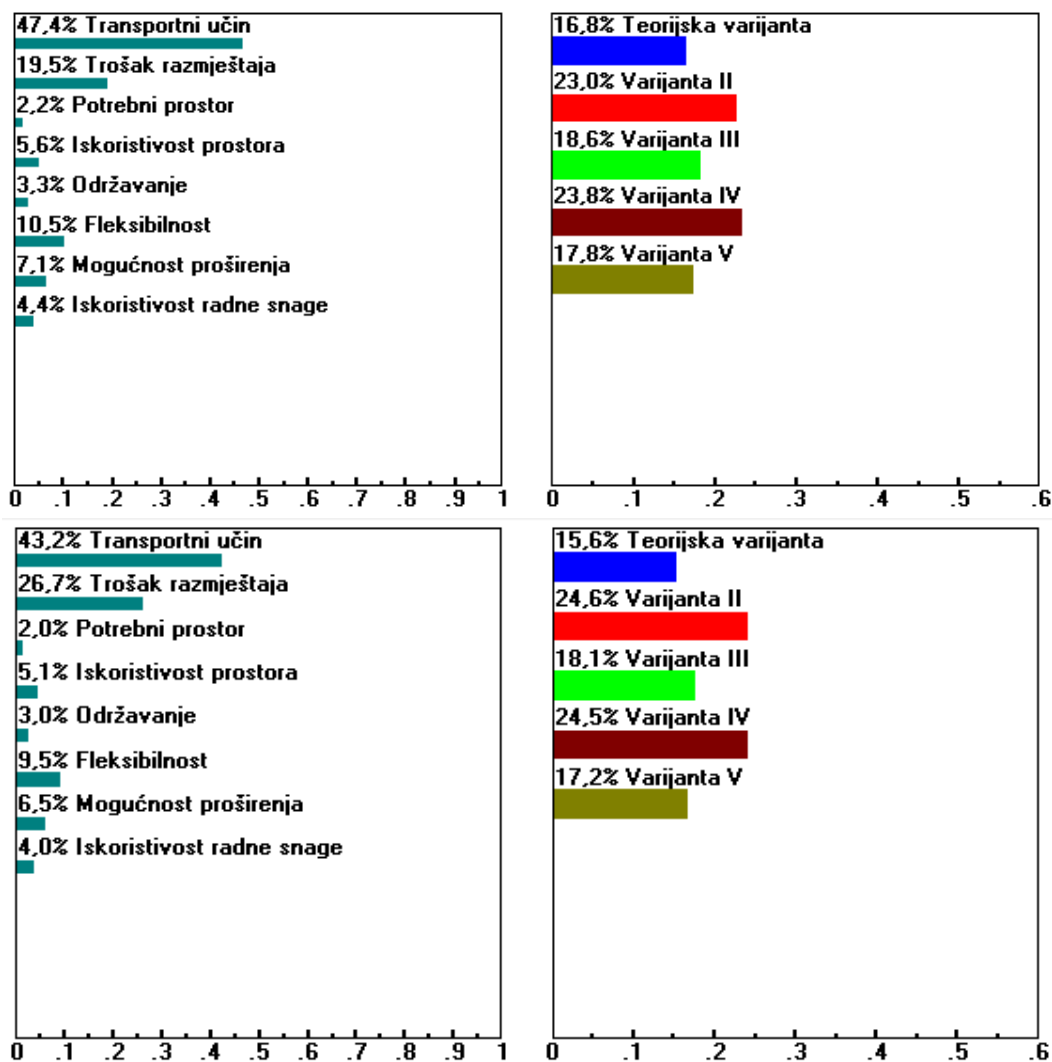 47,4% Transportni učin
19,5% Trošak razmještaja
2,2% Potrebni prostor
5,6% Iskoristivost prostora
3,3% Održavanje
10,5% Fleksibilnost
7,1% Mogućnost proširenja
4,4% Iskoristivost radne snage
0 .1 .2 .3 .4 .5 .6 .7 .8 .9 1
16,8% Teorijska varijanta
23,0% Varijanta II
18,6% Varijanta III
23,8% Varijanta IV
17,8% Varijanta V
0 .1 .2 .3 .4 .5 .6
43,2% Transportni učin
26,7% Trošak razmještaja
2,0% Potrebni prostor
5,1% Iskoristivost prostora
3,0% Održavanje
9,5% Fleksibilnost
6,5% Mogućnost proširenja
4,0% Iskoristivost radne snage
0 .1 .2 .3 .4 .5 .6 .7 .8 .9 1
15,6% Teorijska varijanta
24,6% Varijanta II
18,1% Varijanta III
24,5% Varijanta IV
17,2% Varijanta V
0 .1 .2 .3 .4 .5 .6